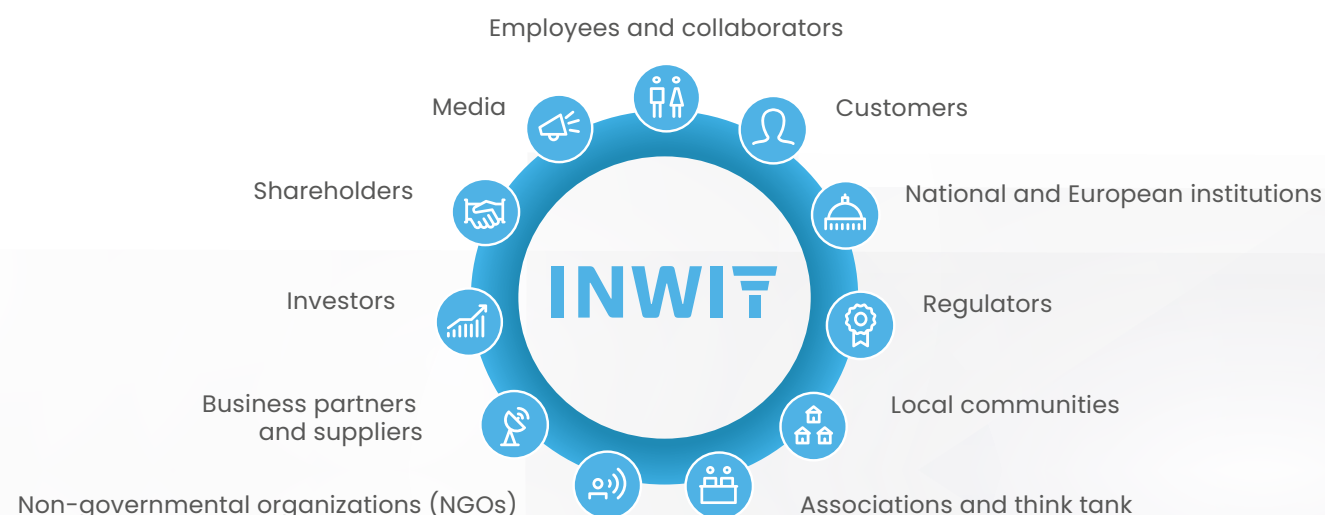 Employees and collaborators
Media
Customers
Shareholders
National and European institutions
INWIT
Investors
Regulators
Business partners
and suppliers
Local communities
Non-governmental organizations (NGOs)
Associations and think tank